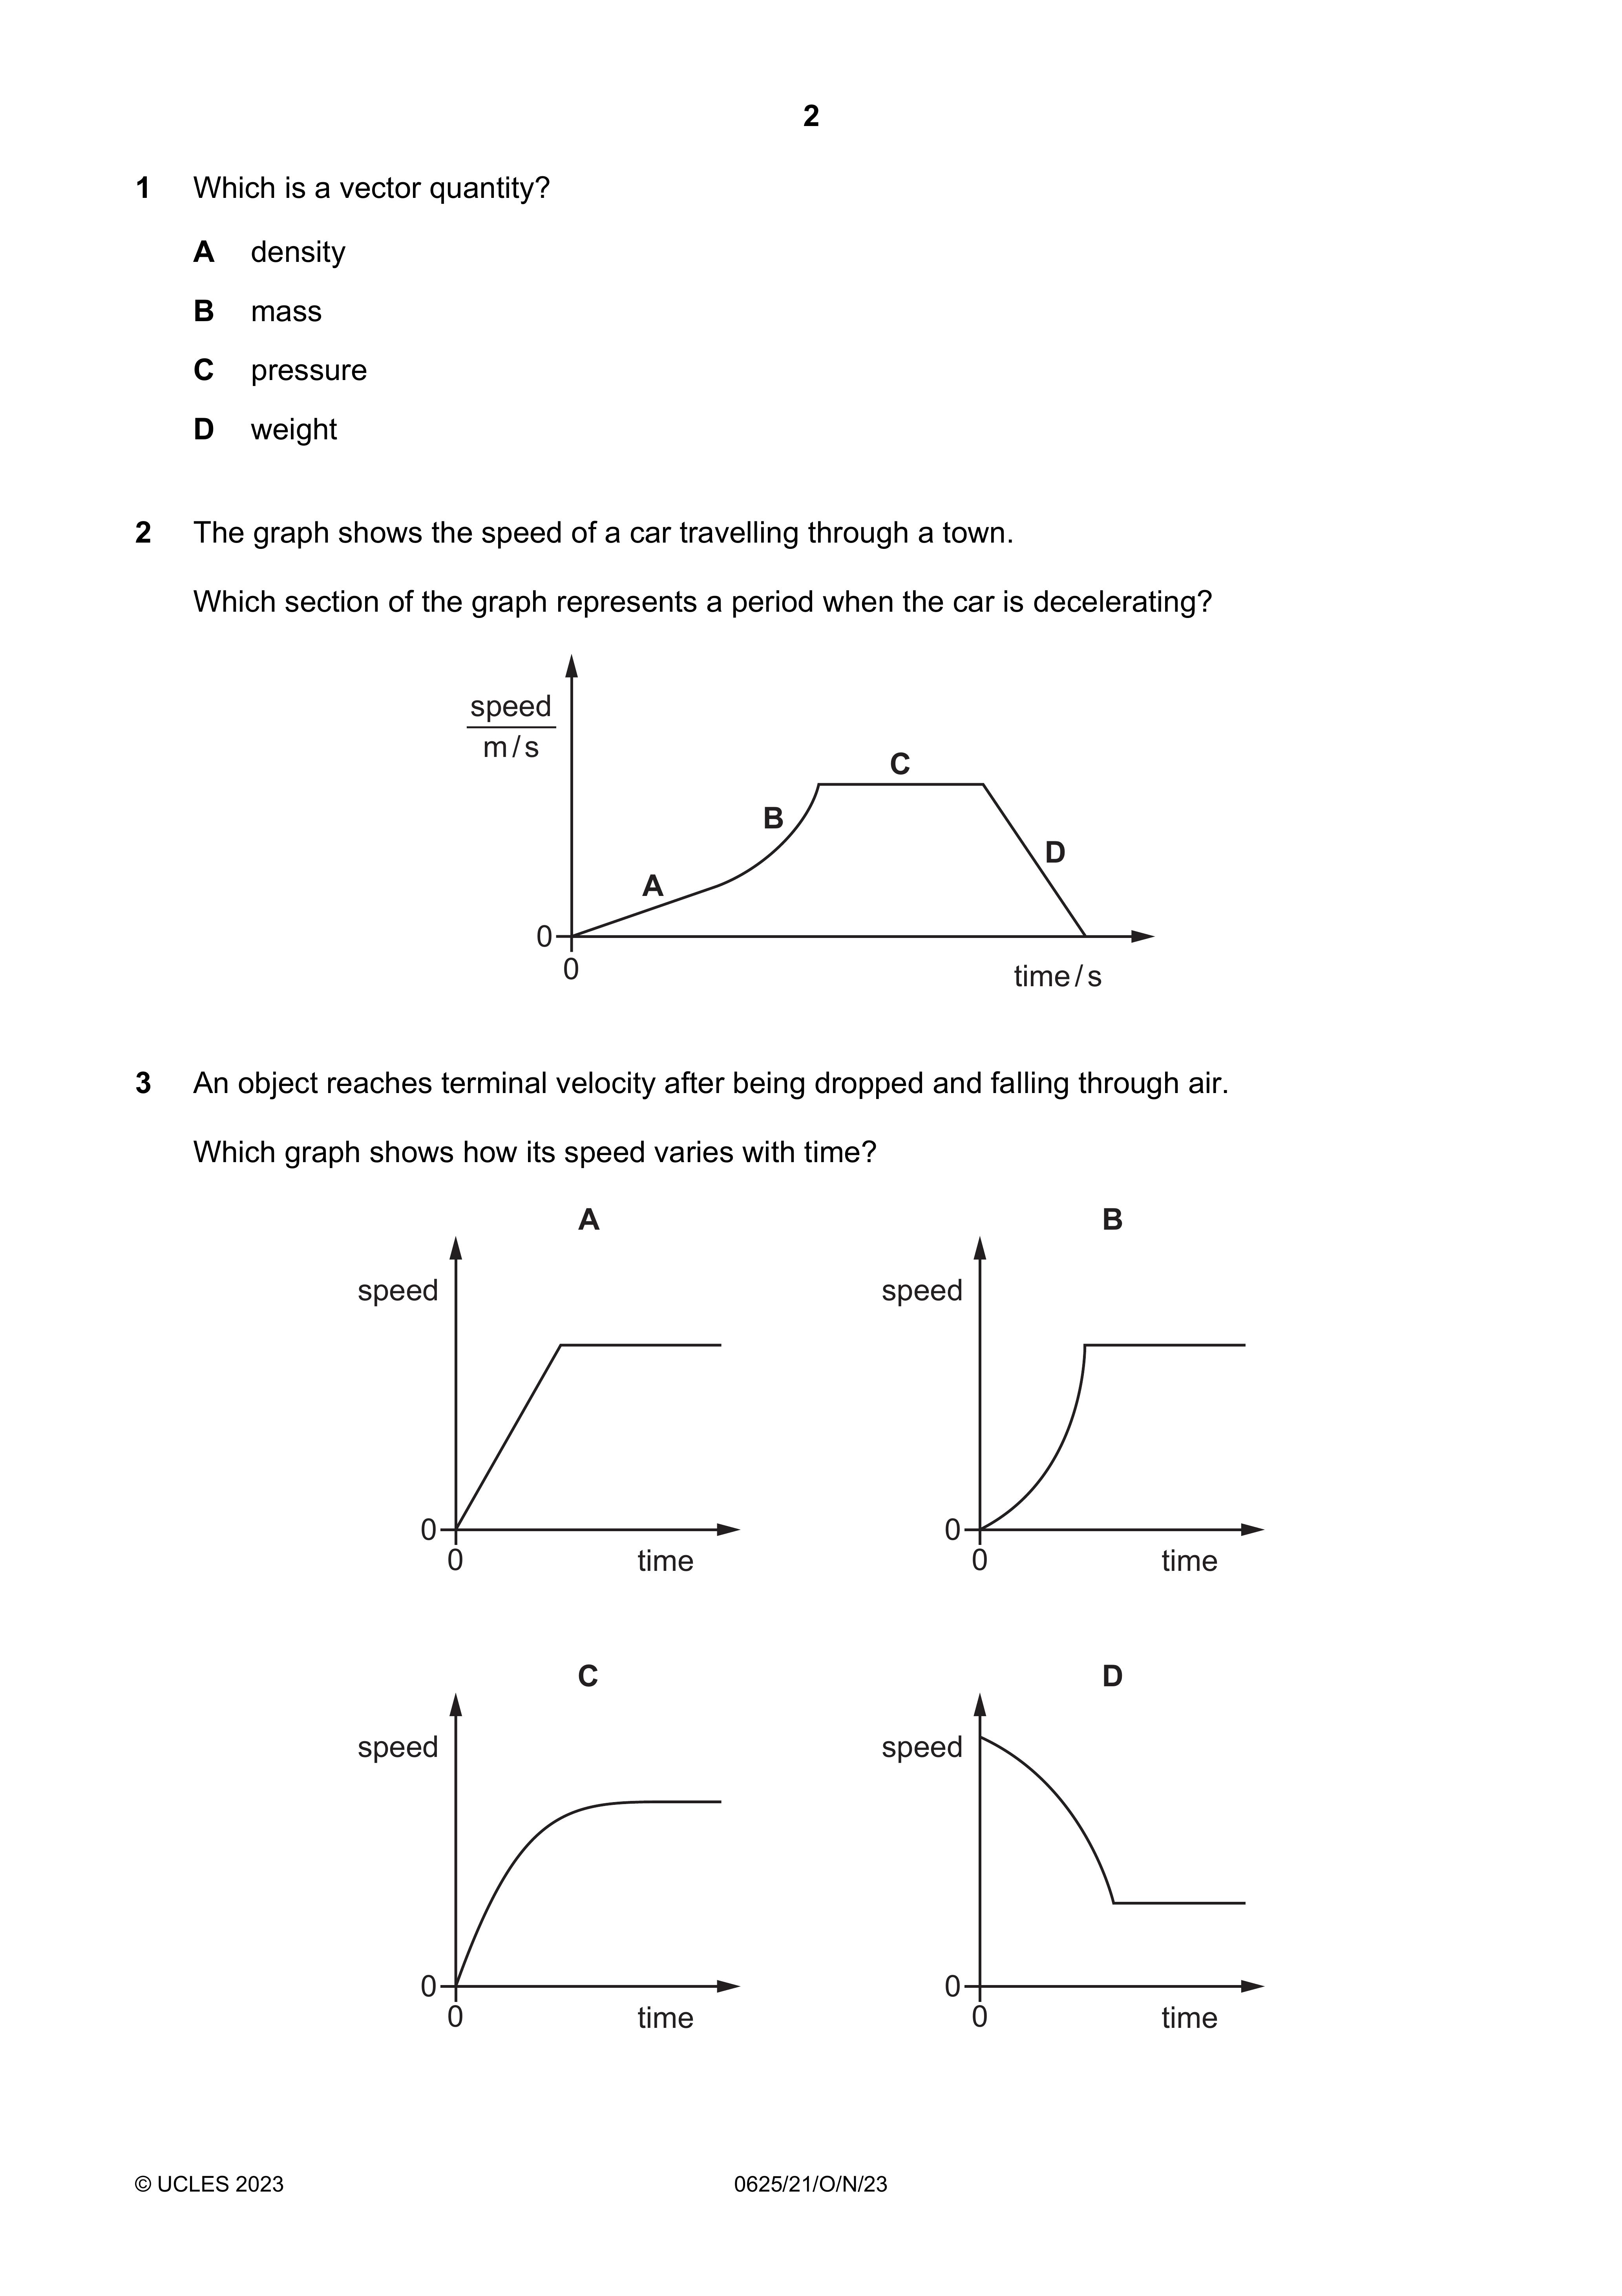 2
1 Which is a vector quantity?
A density
B mass
C pressure
D weight
2 The graph shows the speed of a car travelling through a town.
Which section of the graph represents a period when the car is decelerating?
speed
m / s
C
B
D
A
0
0
time / s
3 An object reaches terminal velocity after being dropped and falling through air.
Which graph shows how its speed varies with time?
A
speed
0
0
time
B
speed
0
0
time
C
speed
0
0
time
D
speed
0
0
time
© UCLES 2023
0625/21/O/N/23